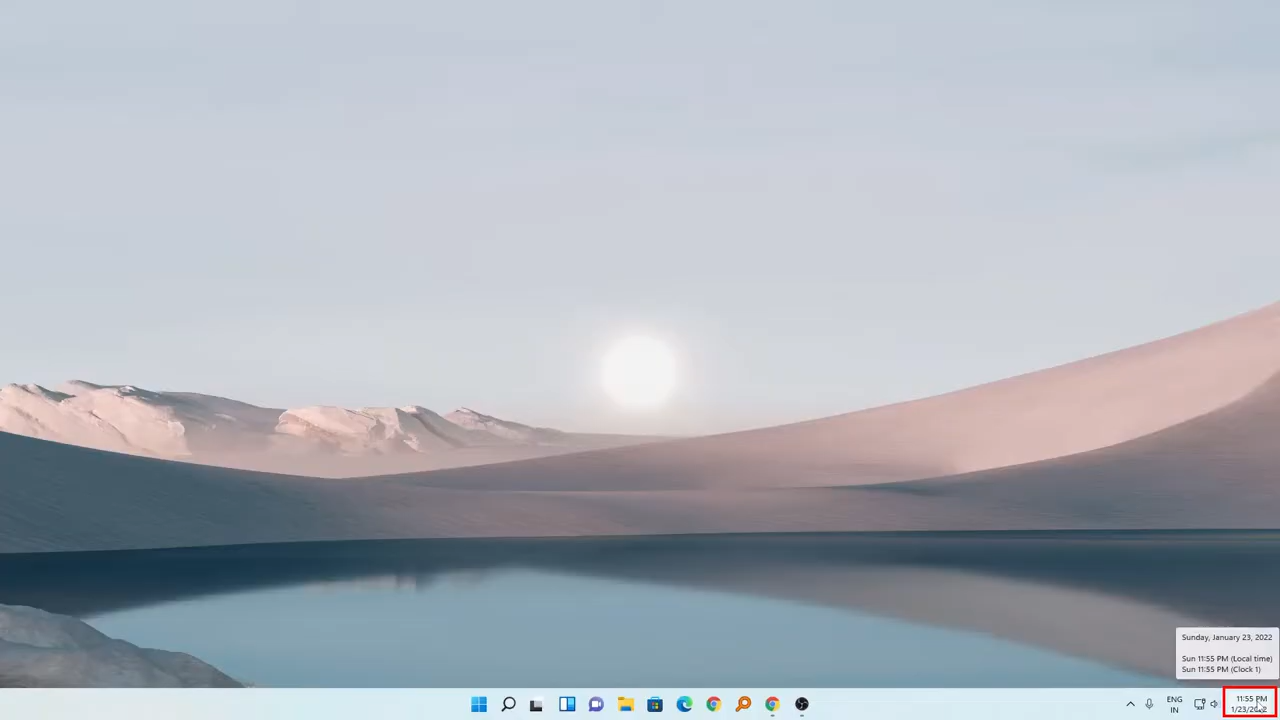 Sunday, January 23, 2022
Sun 11:55 PM (Local time)
Sun 11:55 PM (Clock 1)
ENG
IN
11:55 PM